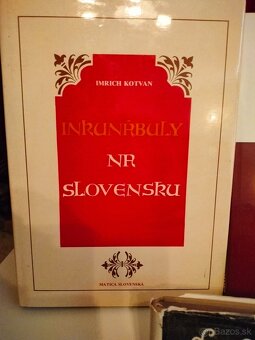 IMRICH KOTVAN
INKUNÁBULY
NA
SLOVENSKU
MATICA SLOVENSKÁ
Bazos.sk